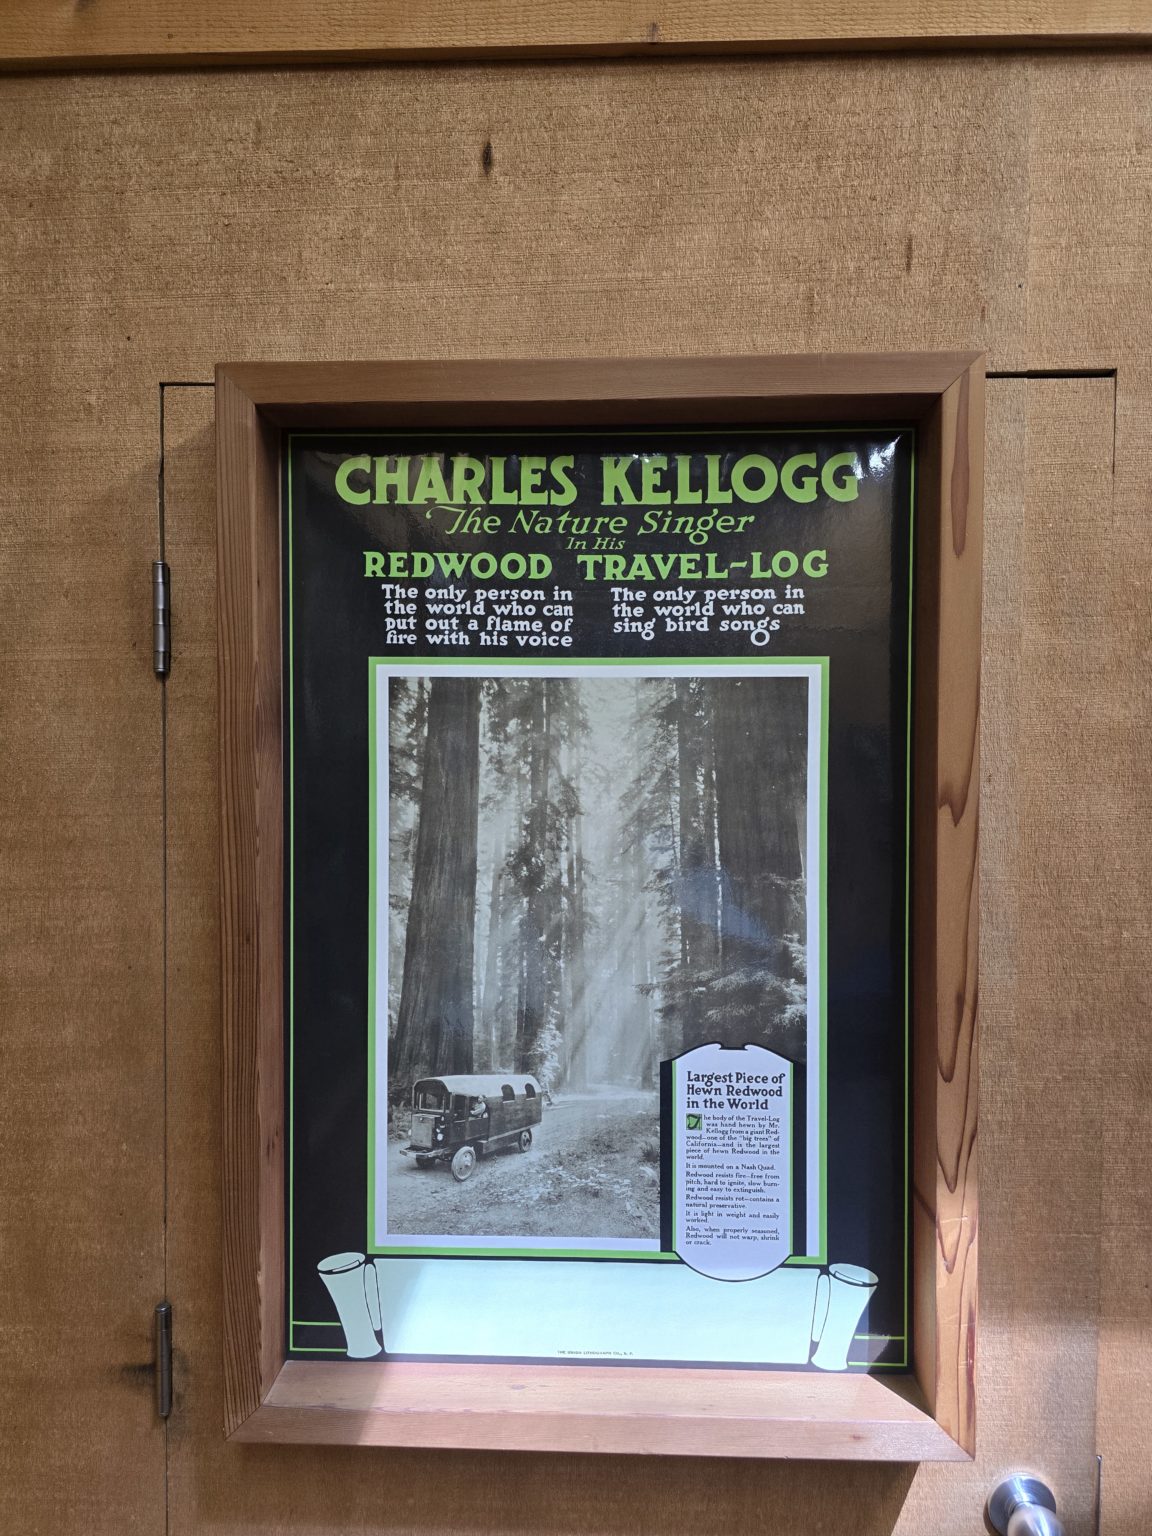 CHARLES KELLOGG
The Nature Singer
In His
REDWOOD TRAVEL-LOG
The only person in
the world who can
put out a flame of
fire with his voice
The only person in
the world who can
sing bird songs
Largest Piece of
Hewn Redwood
in the World
The body of the Travel-Log
was hand hewn by Mr.
Kellogg from a giant Red-
wood—one of the "big trees" of
California—and is the largest
piece of hewn Redwood in the
world.
It is mounted on a Nash Quad.
Redwood resists fire—free from
pitch, hard to ignite, slow burn-
ing and easy to extinguish.
Redwood resists rot—contains a
natural preservative.
It is light in weight and easily
worked.
Also, when properly seasoned,
Redwood will not warp, shrink
or crack.
THE UNION LITHOGRAPH CO., S. F.